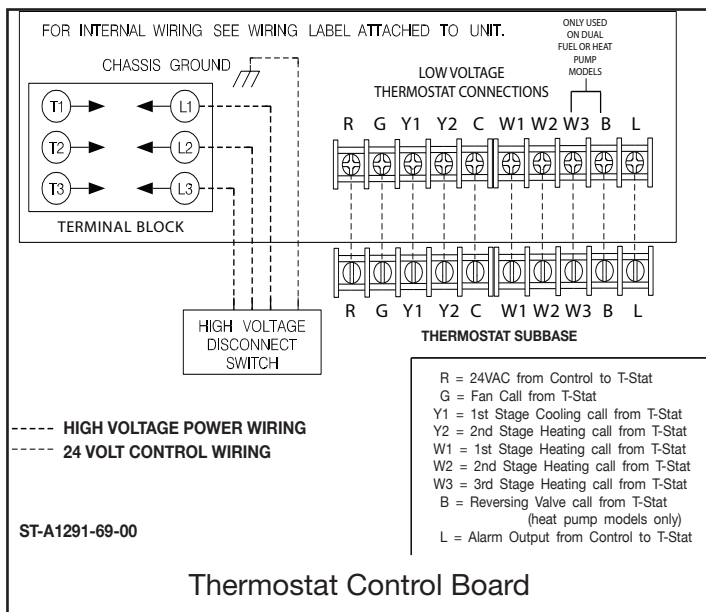 FOR INTERNAL WIRING SEE WIRING LABEL ATTACHED TO UNIT.
CHASSIS GROUND
ONLY USED
ON DUAL
FUEL OR HEAT
PUMP
MODELS
LOW VOLTAGE
THERMOSTAT CONNECTIONS
R G Y1 Y2 C W1 W2 W3 B L
T1 L1
T2 L2
T3 L3
TERMINAL BLOCK
R G Y1 Y2 C W1 W2 W3 B L
THERMOSTAT SUBBASE
HIGH VOLTAGE
DISCONNECT
SWITCH
HIGH VOLTAGE POWER WIRING
24 VOLT CONTROL WIRING
R = 24VAC from Control to T-Stat
G = Fan Call from T-Stat
Y1 = 1st Stage Cooling call from T-Stat
Y2 = 2nd Stage Heating call from T-Stat
W1 = 1st Stage Heating call from T-Stat
W2 = 2nd Stage Heating call from T-Stat
W3 = 3rd Stage Heating call from T-Stat
B = Reversing Valve call from T-Stat
(heat pump models only)
L = Alarm Output from Control to T-Stat
ST-A1291-69-00
Thermostat Control Board